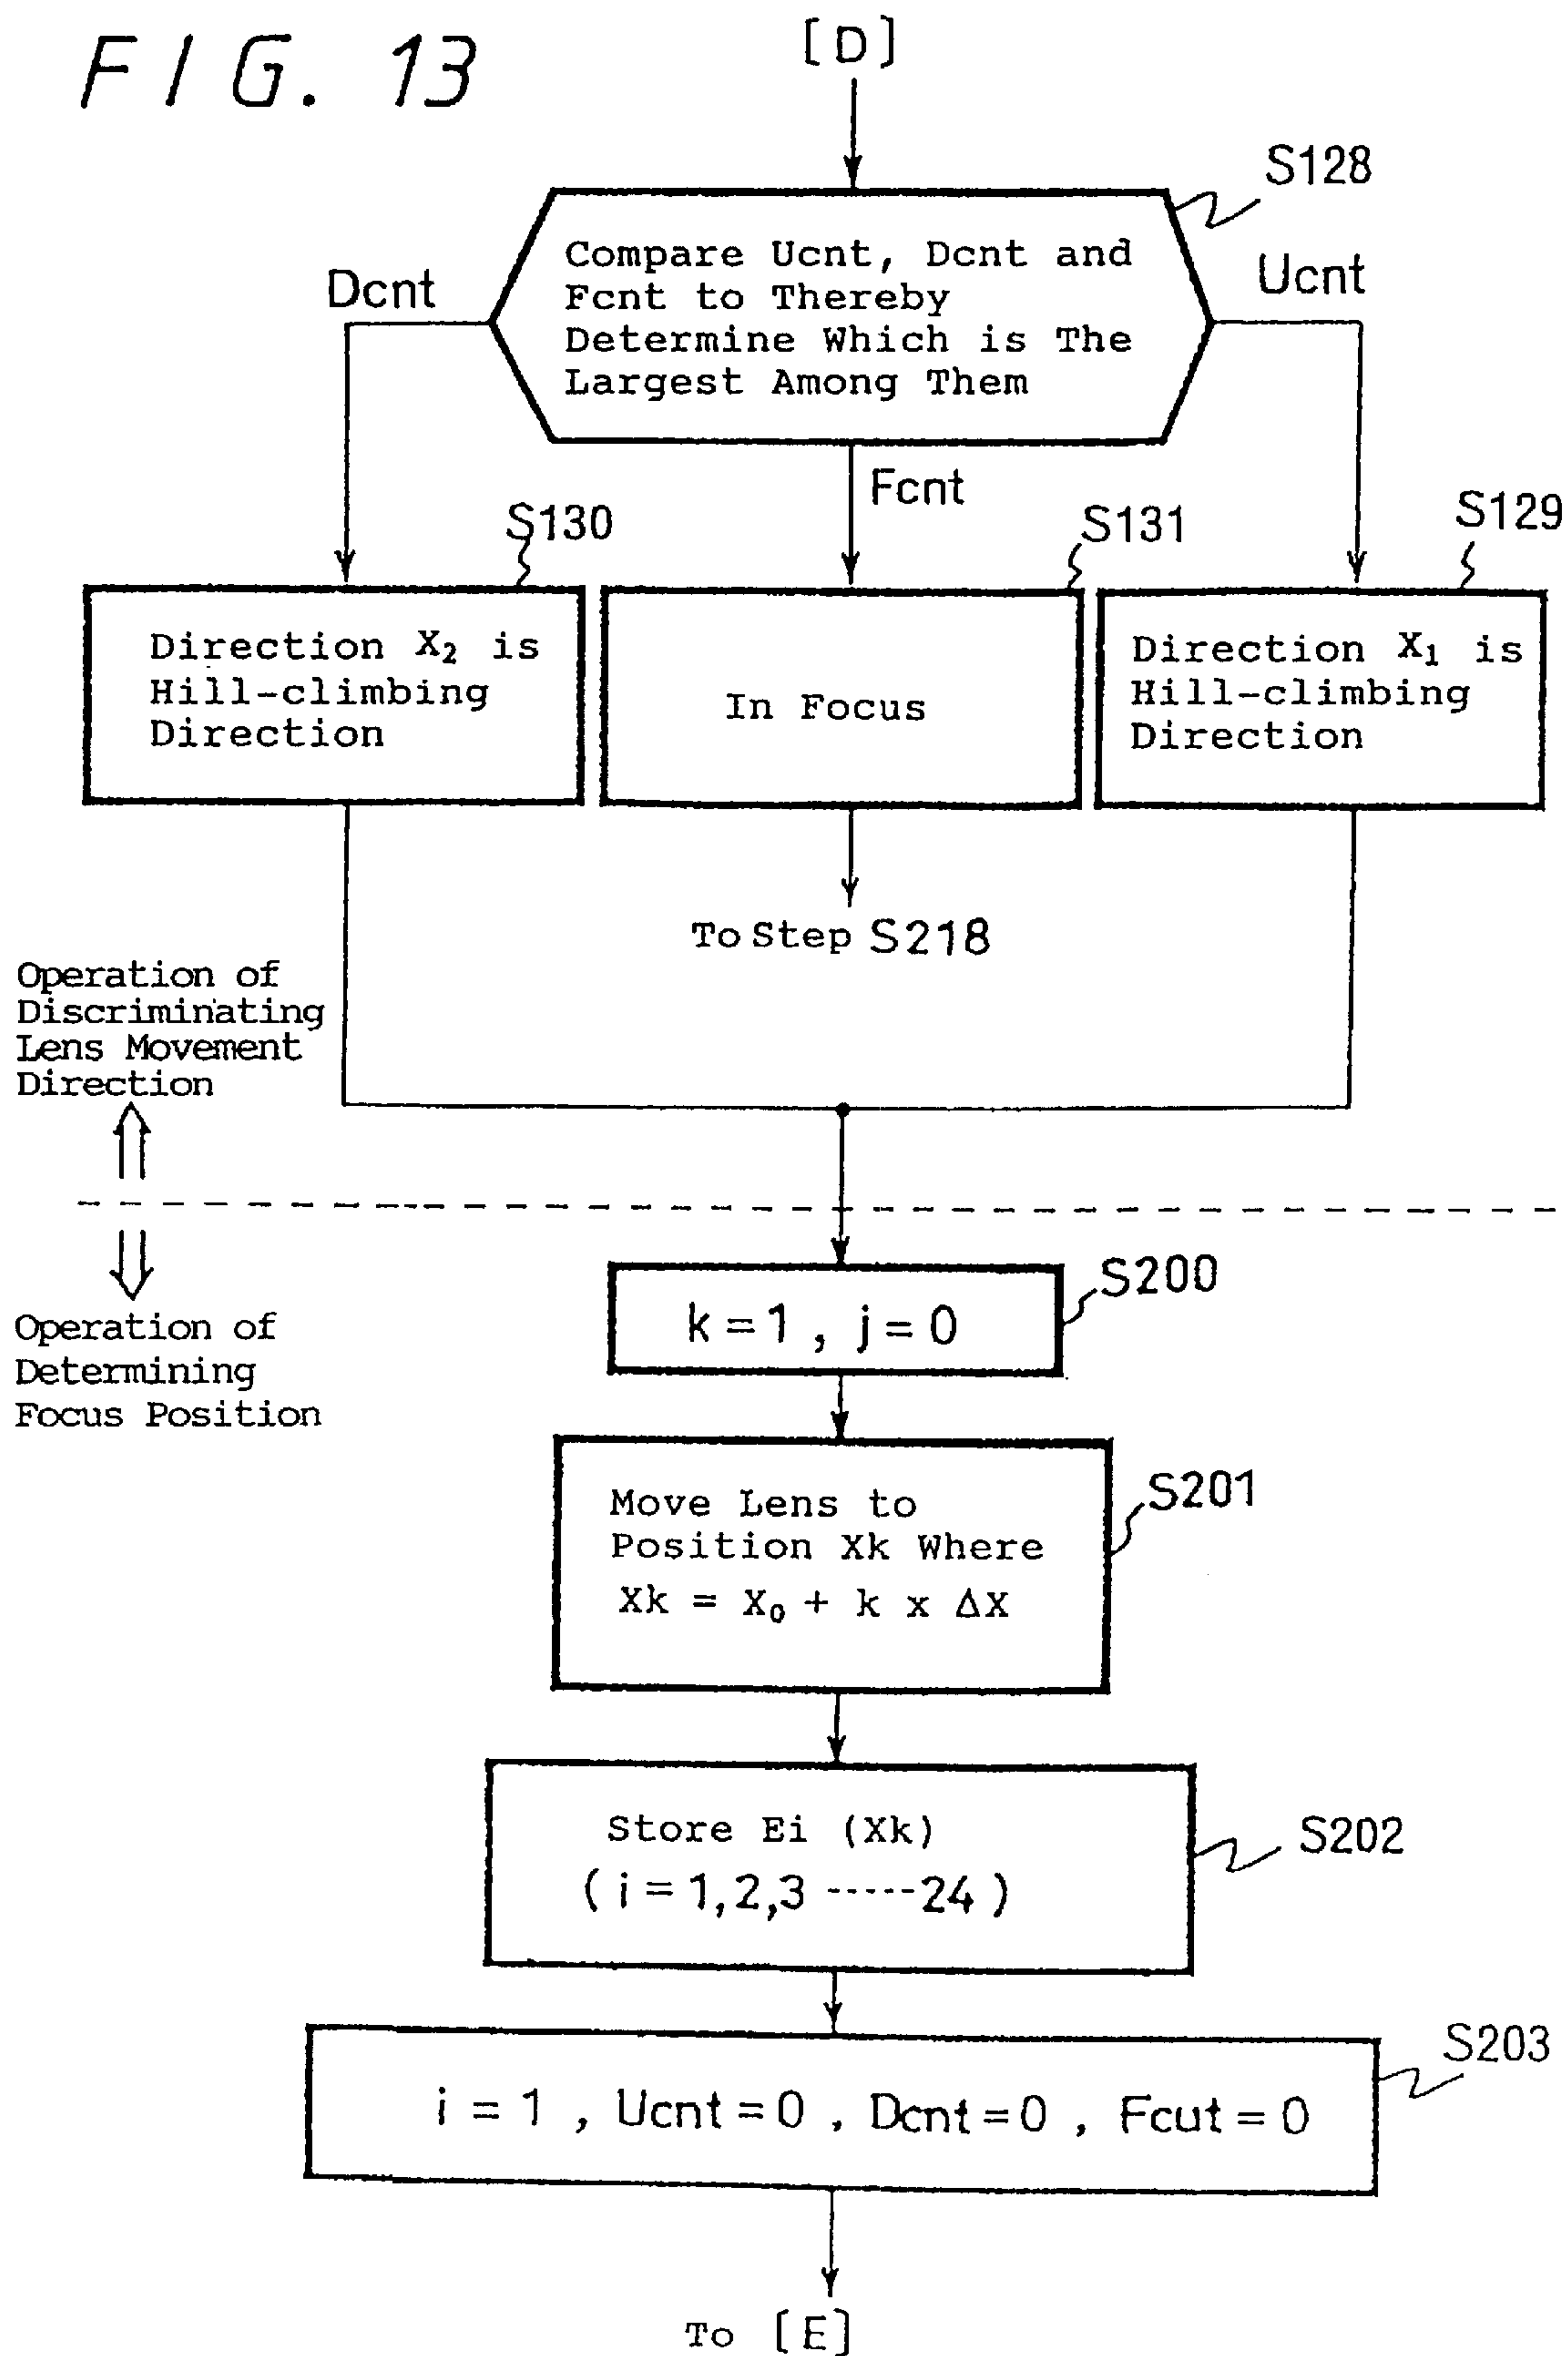 FIG. 13
[D]
S128
Compare Ucnt, Dcnt and
Fcnt to Thereby
Determine Which is The
Largest Among Them
Dcnt
Ucnt
Fcnt
S130
S131
S129
Direction X₂ is
Hill-climbing
Direction
In Focus
Direction X₁ is
Hill-climbing
Direction
To Step S218
Operation of
Discriminating
Lens Movement
Direction
Operation of
Determining
Focus Position
S200
k = 1 , j = 0
S201
Move Lens to
Position Xk Where
Xk = X₀ + k x ΔX
S202
Store Ei (Xk)
( i = 1,2,3 -----24 )
S203
i = 1 , Ucnt = 0 , Dcnt = 0 , Fcut = 0
To [E]